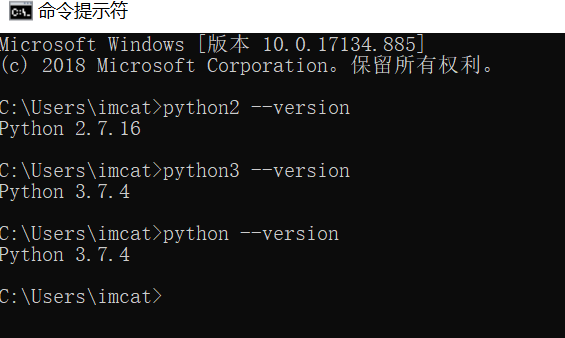 命令提示符
Microsoft Windows [版本 10.0.17134.885]
(c) 2018 Microsoft Corporation。保留所有权利。
C:\Users\imcat>python2 --version
Python 2.7.16
C:\Users\imcat>python3 --version
Python 3.7.4
C:\Users\imcat>python --version
Python 3.7.4
C:\Users\imcat>